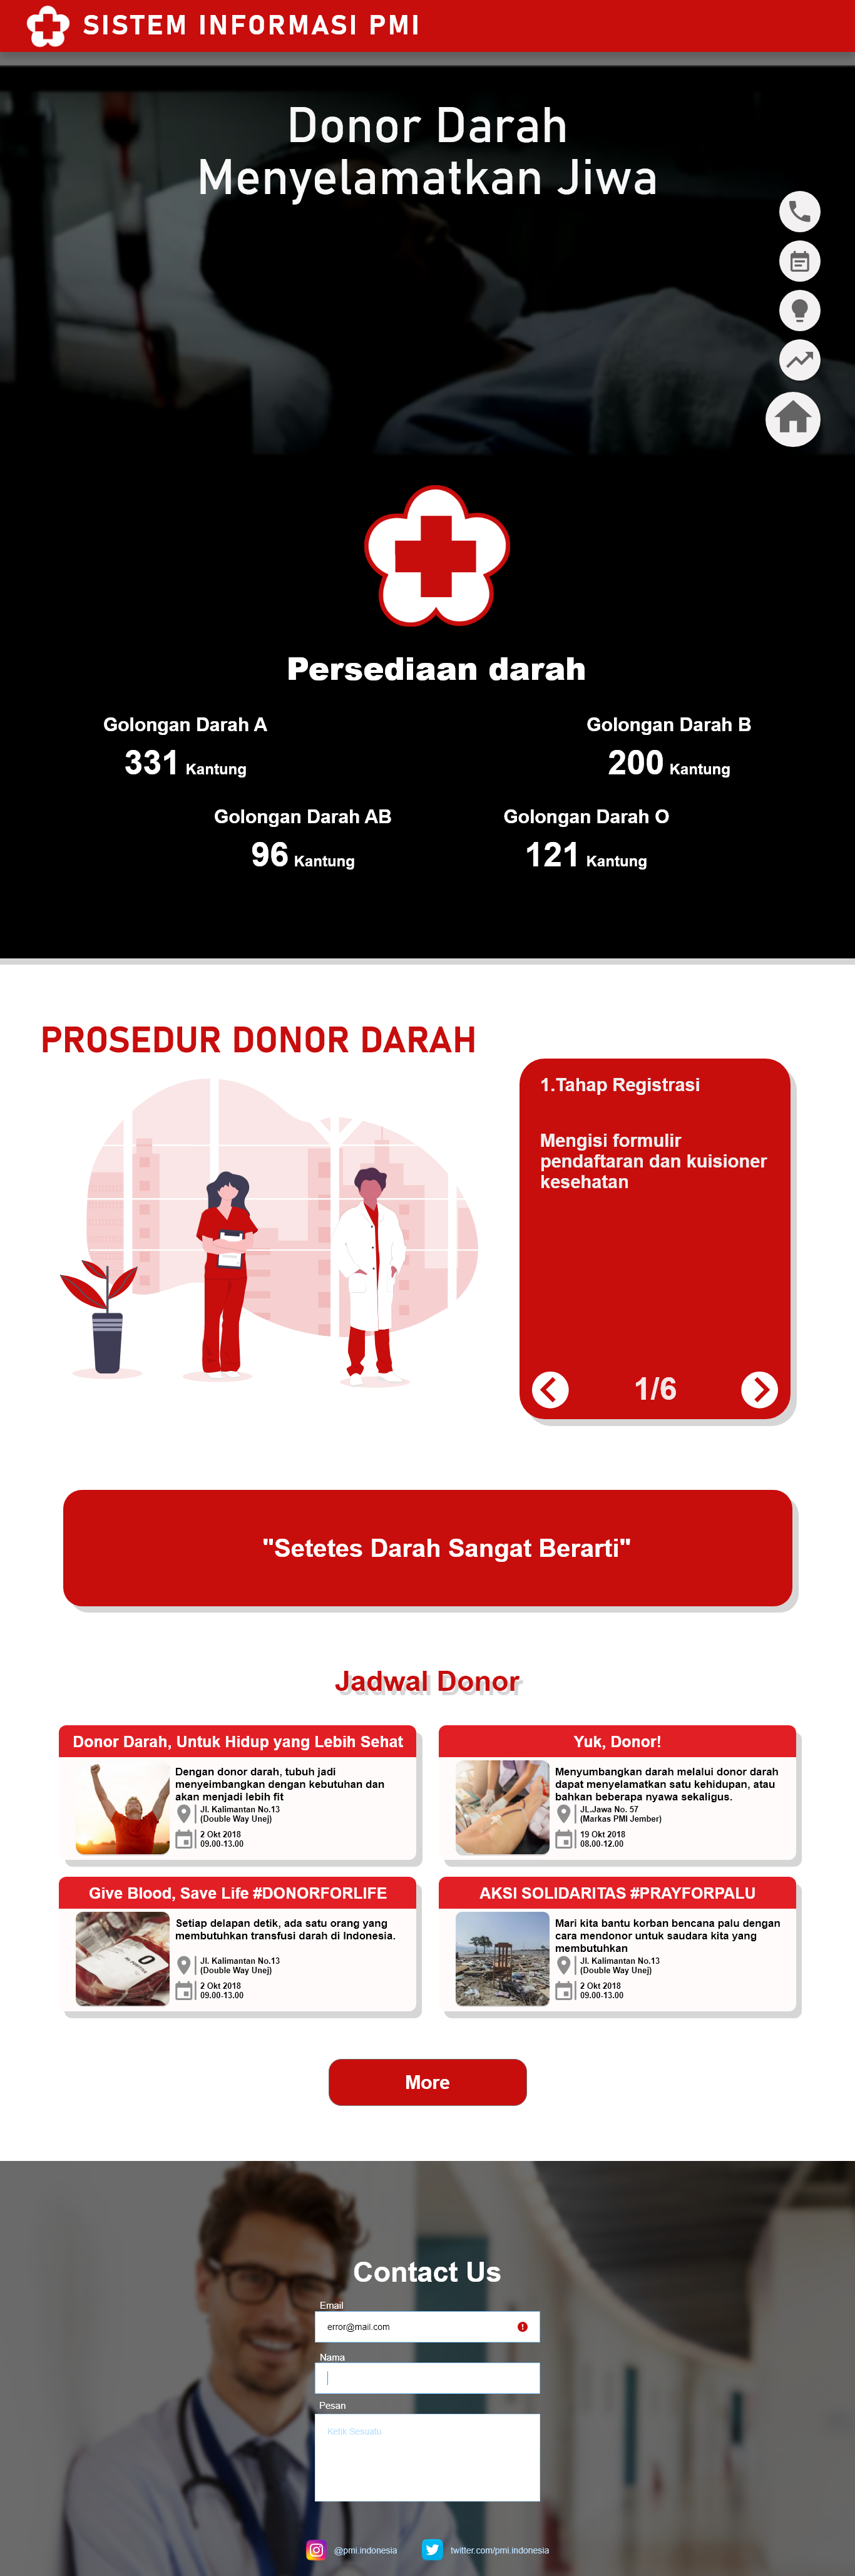 SISTEM INFORMASI PMI
Donor Darah
Menyelamatkan Jiwa
Persediaan darah
Golongan Darah A
331 Kantung
Golongan Darah B
200 Kantung
Golongan Darah AB
96 Kantung
Golongan Darah O
121 Kantung
PROSEDUR DONOR DARAH
1.Tahap Registrasi
Mengisi formulir
pendaftaran dan kuisioner
kesehatan
1/6
"Setetes Darah Sangat Berarti"
Jadwal Donor
Donor Darah, Untuk Hidup yang Lebih Sehat
Dengan donor darah, tubuh jadi
menyeimbangkan dengan kebutuhan dan
akan menjadi lebih fit
Jl. Kalimantan No.13
(Double Way Unej)
2 Okt 2018
09.00-13.00
Yuk, Donor!
Menyumbangkan darah melalui donor darah
dapat menyelamatkan satu kehidupan, atau
bahkan beberapa nyawa sekaligus.
JL.Jawa No. 57
(Markas PMI Jember)
19 Okt 2018
08.00-12.00
Give Blood, Save Life #DONORFORLIFE
Setiap delapan detik, ada satu orang yang
membutuhkan transfusi darah di Indonesia.
O
Jl. Kalimantan No.13
(Double Way Unej)
2 Okt 2018
09.00-13.00
AKSI SOLIDARITAS #PRAYFORPALU
Mari kita bantu korban bencana palu dengan
cara mendonor untuk saudara kita yang
membutuhkan
Jl. Kalimantan No.13
(Double Way Unej)
2 Okt 2018
09.00-13.00
More
Contact Us
Email
error@mail.com
Nama
Pesan
Ketik Sesuatu
@pmi.indonesia
twitter.com/pmi.indonesia